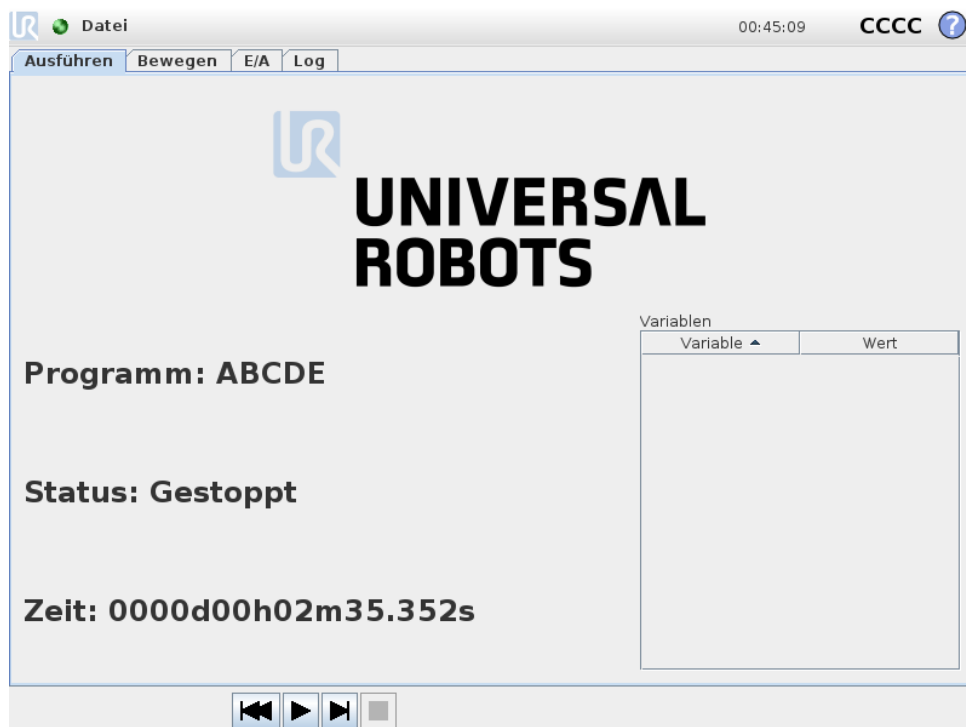 Datei 00:45:09 CCCC ?
Ausführen Bewegen E/A Log
UR
UNIVERSAL
ROBOTS
Variablen
Variable Wert
Programm: ABCDE
Status: Gestoppt
Zeit: 0000d00h02m35.352s